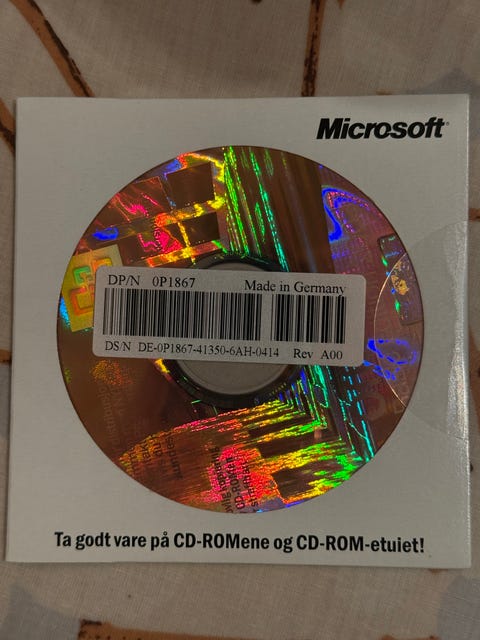 Microsoft
DP/N 0P1867 Made in Germany
DS/N DE-0P1867-41350-6AH-0414 Rev A00
Ta godt vare på CD-ROMene og CD-ROM-etuiet!